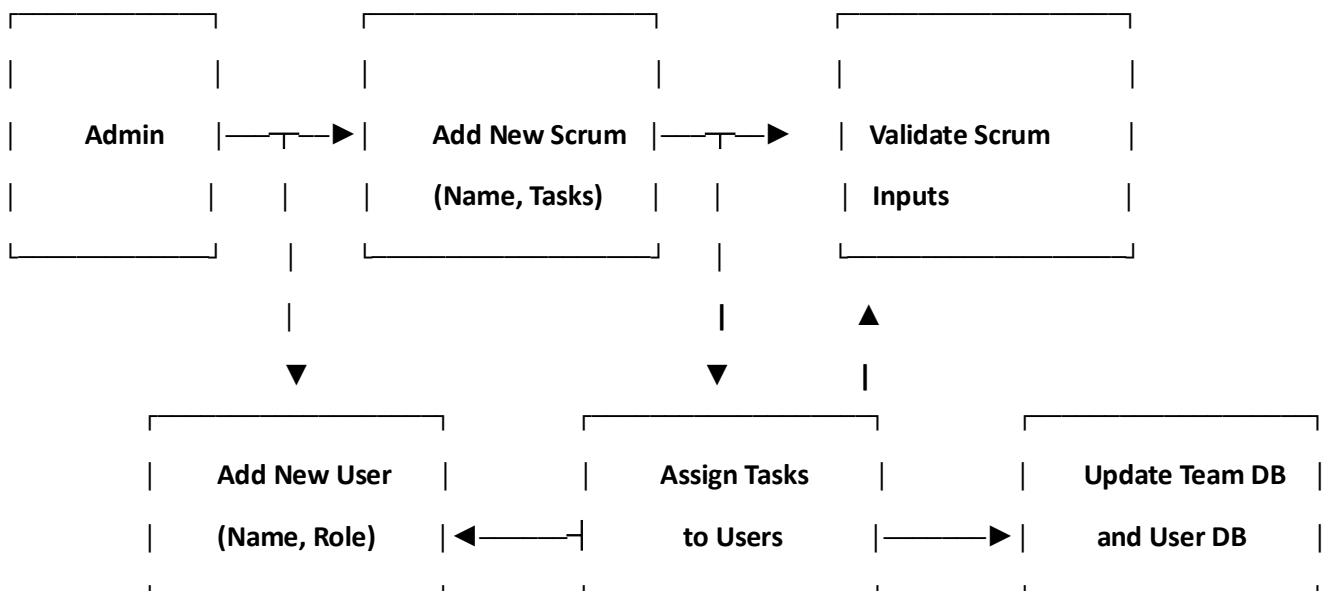 Admin
Add New Scrum
(Name, Tasks)
Validate Scrum
Inputs
Add New User
(Name, Role)
Assign Tasks
to Users
Update Team DB
and User DB